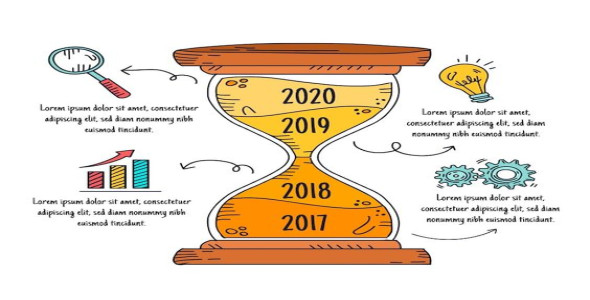 Lorem ipsum dolor sit amet, consectetuer
adipiscing elit, sed diam nonummy nibh
euismod tincidunt.
Lorem ipsum dolor sit amet, consectetuer
adipiscing elit, sed diam nonummy nibh
euismod tincidunt.
2020
2019
2018
2017
Lorem ipsum dolor sit amet,
consectetuer adipiscing elit, sed diam
nonummy nibh euismod tincidunt.
Lorem ipsum dolor sit amet,
consectetuer adipiscing elit, sed diam
nonummy nibh euismod tincidunt.